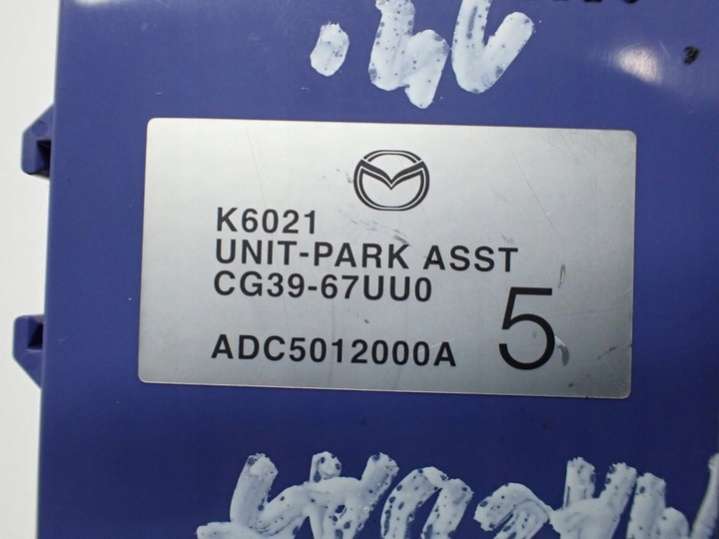 K6021
UNIT-PARK ASST
CG39-67UU0
5
ADC5012000A